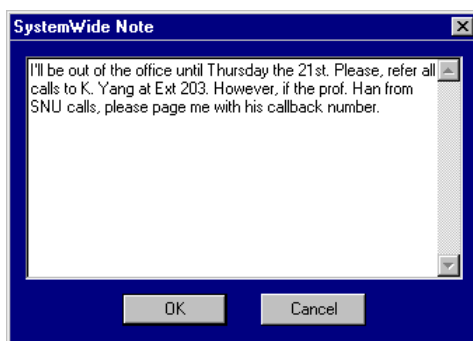 SystemWide Note
I'll be out of the office until Thursday the 21st. Please, refer all
calls to K. Yang at Ext 203. However, if the prof. Han from
SNU calls, please page me with his callback number.
OK Cancel